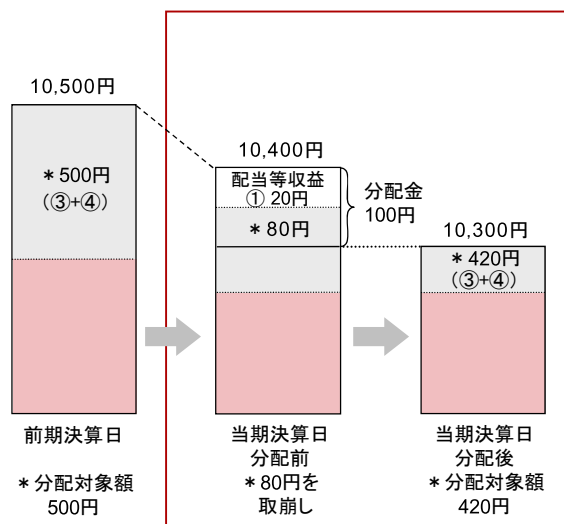 10,500円
＊500円
（③+④）
前期決算日
＊分配対象額
500円
10,400円
配当等収益
① 20円
＊80円
分配金
100円
当期決算日
分配前
＊80円を
取崩し
10,300円
＊420円
（③+④）
当期決算日
分配後
＊分配対象額
420円